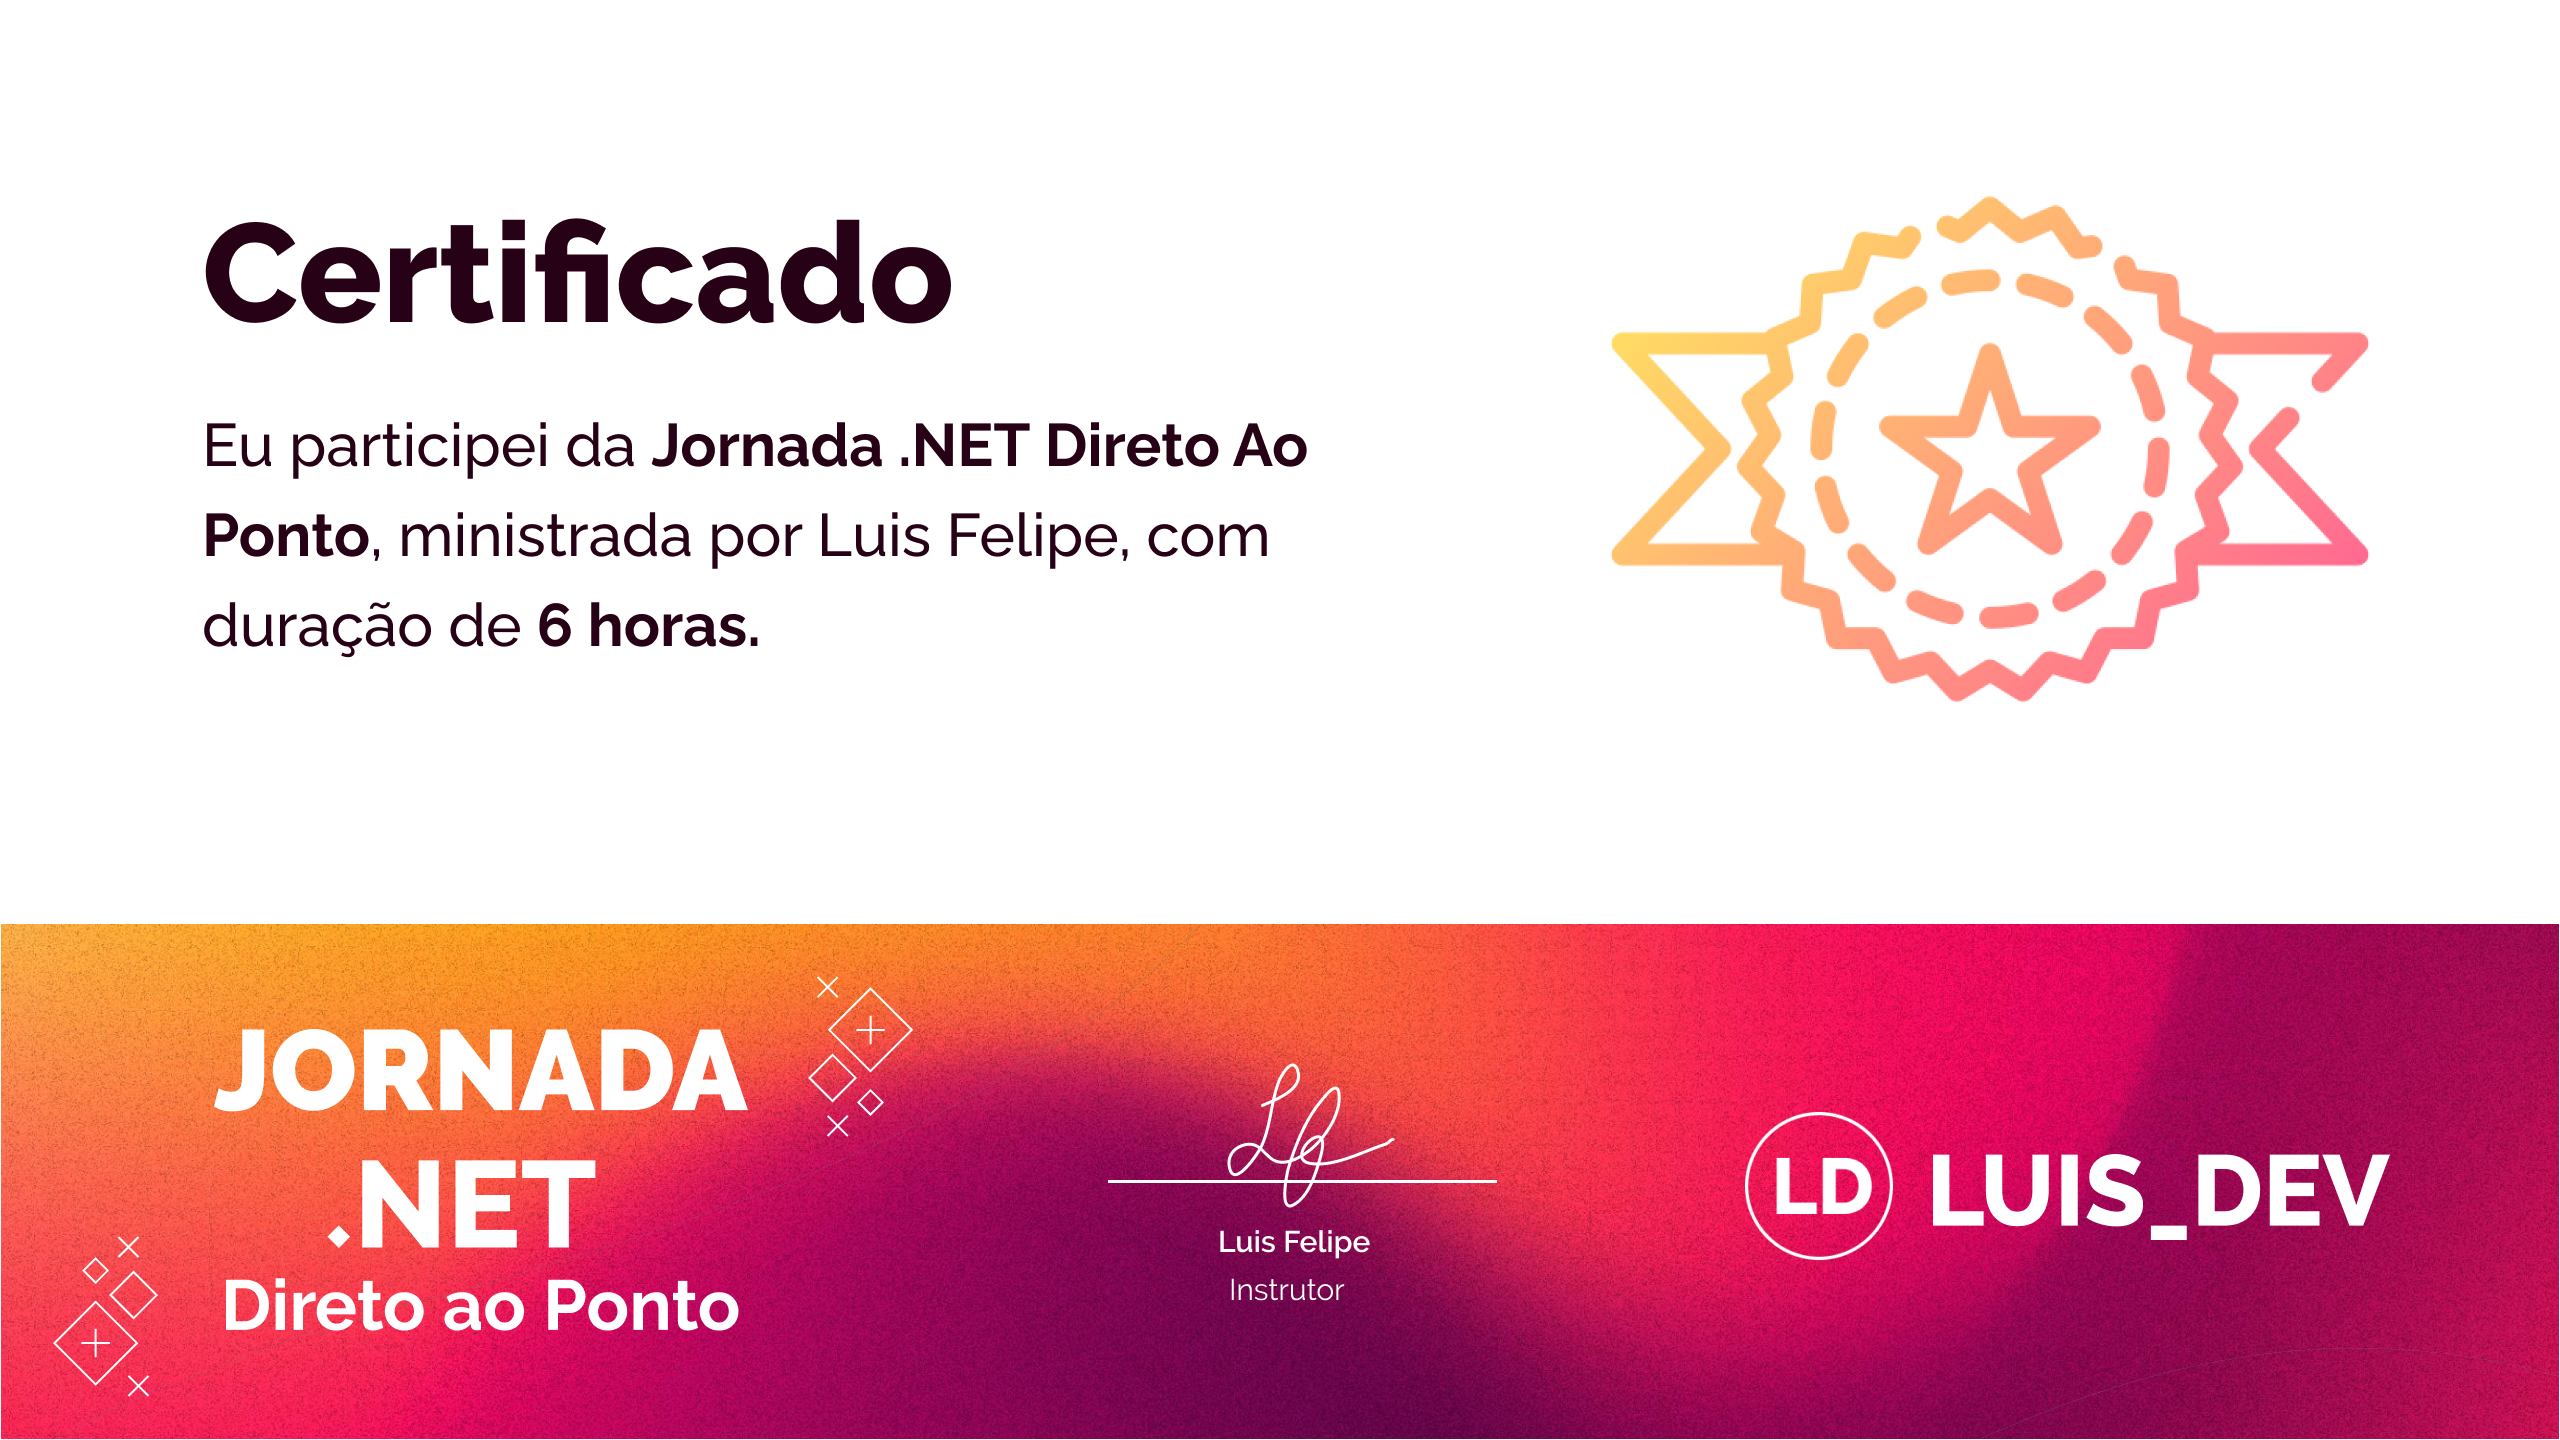 Certificado
Eu participei da Jornada .NET Direto Ao
Ponto, ministrada por Luis Felipe, com
duração de 6 horas.
JORNADA
.NET
Direto ao Ponto
Luis Felipe
Instrutor
LD LUIS_DEV